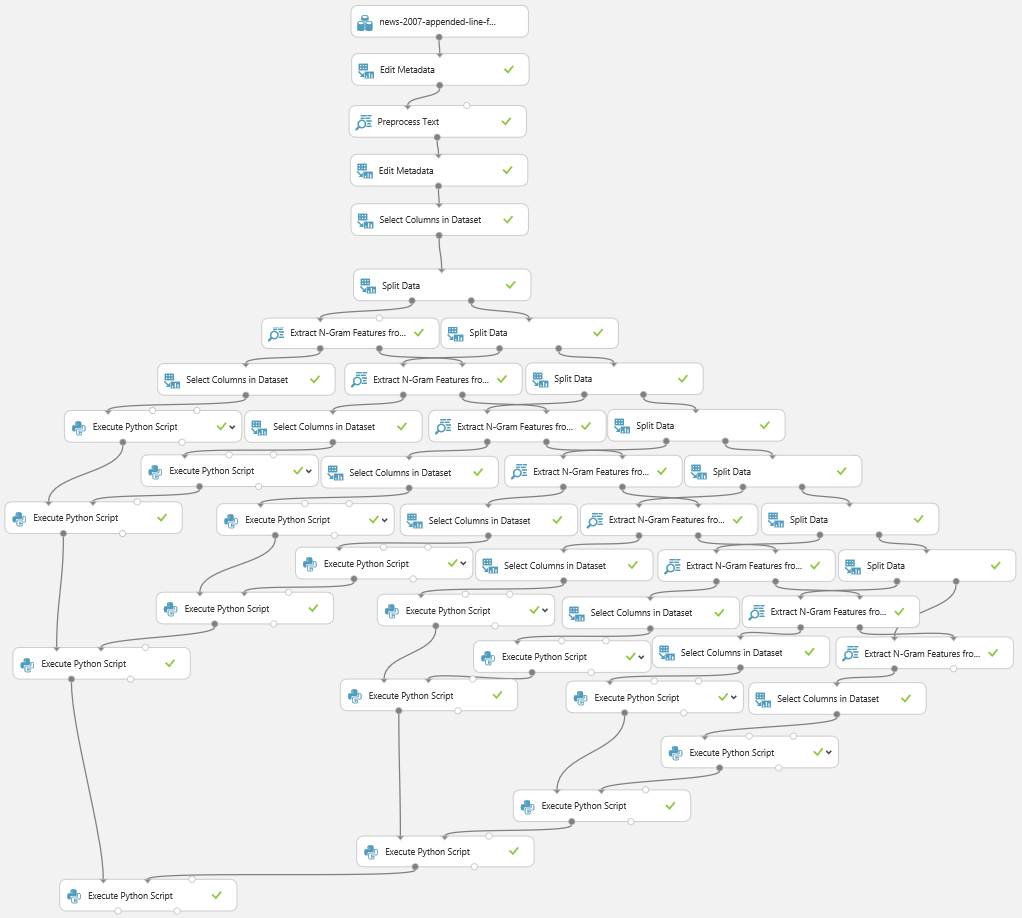 news-2007-appended-line-f...
Edit Metadata
Preprocess Text
Edit Metadata
Select Columns in Dataset
Split Data
Extract N-Gram Features fro...
Split Data
Select Columns in Dataset
Extract N-Gram Features fro...
Split Data
Execute Python Script
Select Columns in Dataset
Extract N-Gram Features fro...
Split Data
Execute Python Script
Select Columns in Dataset
Extract N-Gram Features fro...
Split Data
Execute Python Script
Execute Python Script
Select Columns in Dataset
Extract N-Gram Features fro...
Split Data
Execute Python Script
Select Columns in Dataset
Extract N-Gram Features fro...
Split Data
Execute Python Script
Execute Python Script
Select Columns in Dataset
Extract N-Gram Features fro...
Execute Python Script
Execute Python Script
Select Columns in Dataset
Extract N-Gram Features fro...
Execute Python Script
Execute Python Script
Select Columns in Dataset
Execute Python Script
Execute Python Script
Execute Python Script
Execute Python Script